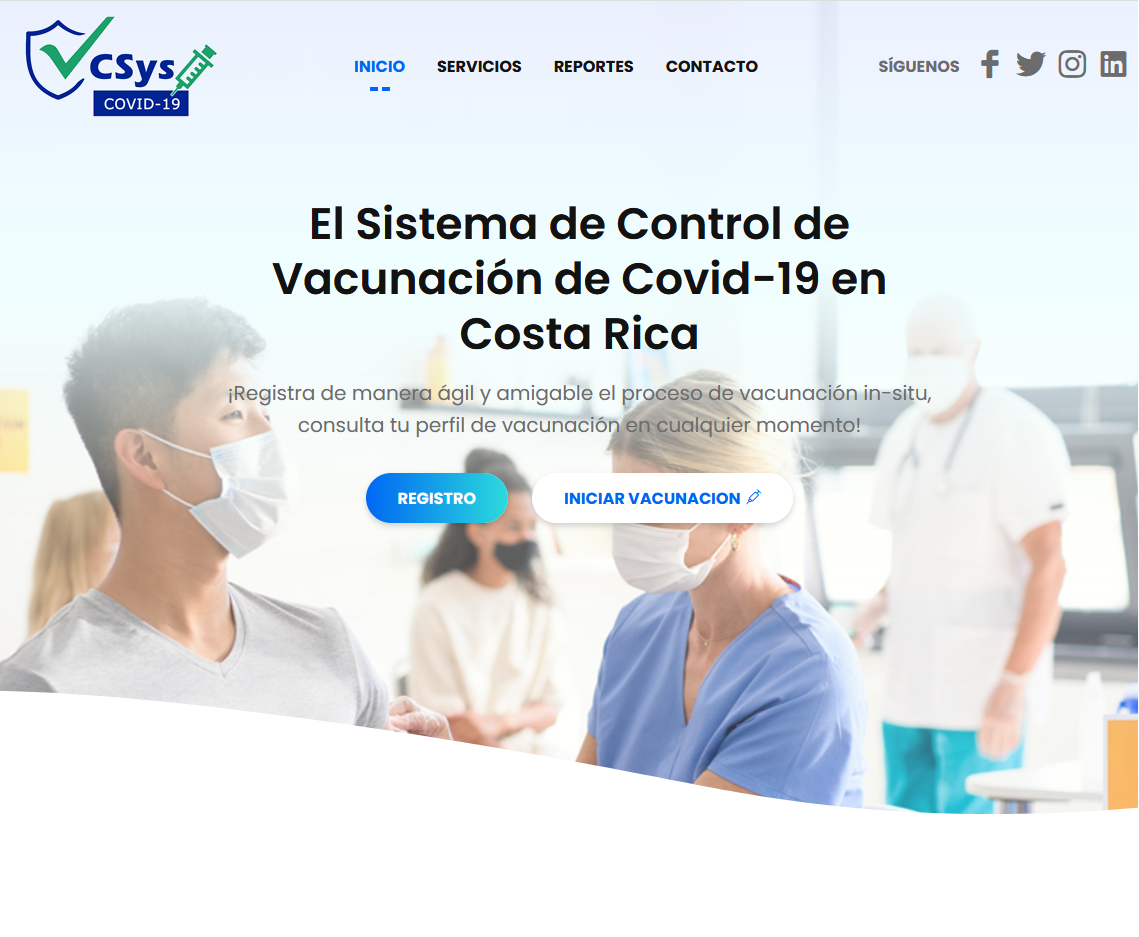 CSys
COVID-19
INICIO SERVICIOS REPORTES CONTACTO SÍGUENOS
El Sistema de Control de
Vacunación de Covid-19 en
Costa Rica
¡Registra de manera ágil y amigable el proceso de vacunación in-situ,
consulta tu perfil de vacunación en cualquier momento!
REGISTRO INICIAR VACUNACION